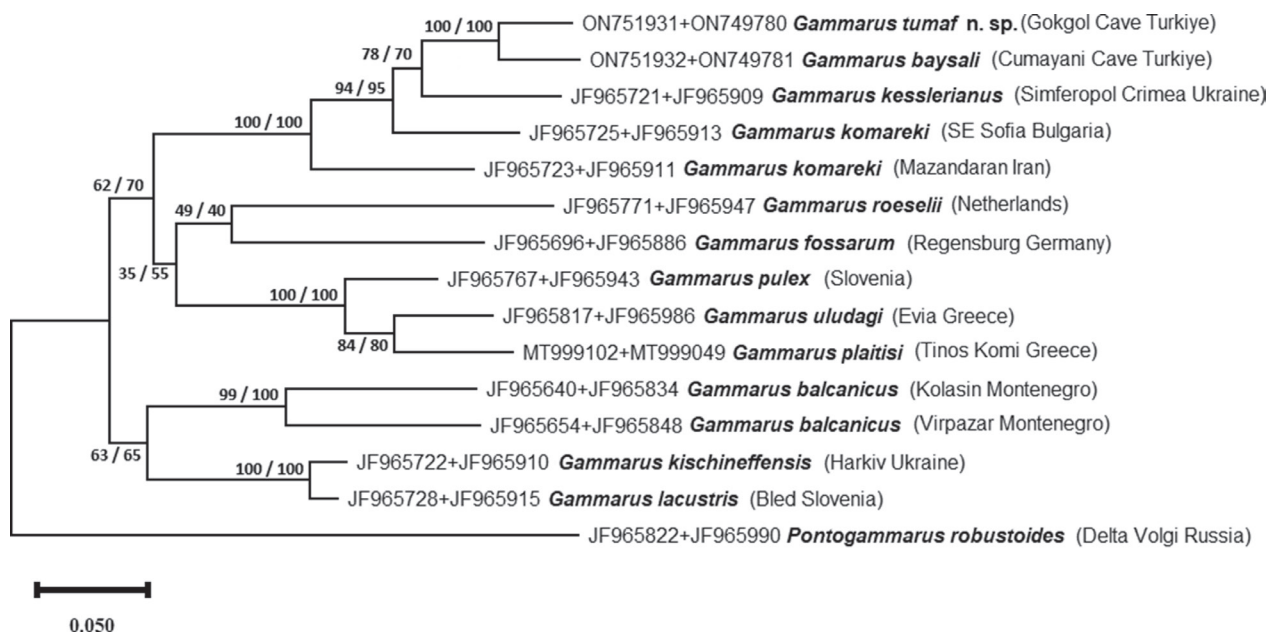 100 / 100
ON751931+ON749780 Gammarus tumaf n. sp. (Gokgol Cave Turkiye)
78 / 70
ON751932+ON749781 Gammarus baysali (Cumayani Cave Turkiye)
94 / 95
JF965721+JF965909 Gammarus kesslerianus (Simferopol Crimea Ukraine)
100 / 100
JF965725+JF965913 Gammarus komareki (SE Sofia Bulgaria)
JF965723+JF965911 Gammarus komareki (Mazandaran Iran)
62 / 70
49 / 40
JF965771+JF965947 Gammarus roeselii (Netherlands)
JF965696+JF965886 Gammarus fossarum (Regensburg Germany)
35 / 55
JF965767+JF965943 Gammarus pulex (Slovenia)
100 / 100
JF965817+JF965986 Gammarus uludagi (Evia Greece)
84 / 80
MT999102+MT999049 Gammarus plaitisi (Tinos Komi Greece)
99 / 100
JF965640+JF965834 Gammarus balcanicus (Kolasin Montenegro)
JF965654+JF965848 Gammarus balcanicus (Virpazar Montenegro)
63 / 65
JF965722+JF965910 Gammarus kischineffensis (Harkiv Ukraine)
100 / 100
JF965728+JF965915 Gammarus lacustris (Bled Slovenia)
JF965822+JF965990 Pontogammarus robustoides (Delta Volgi Russia)
0.050